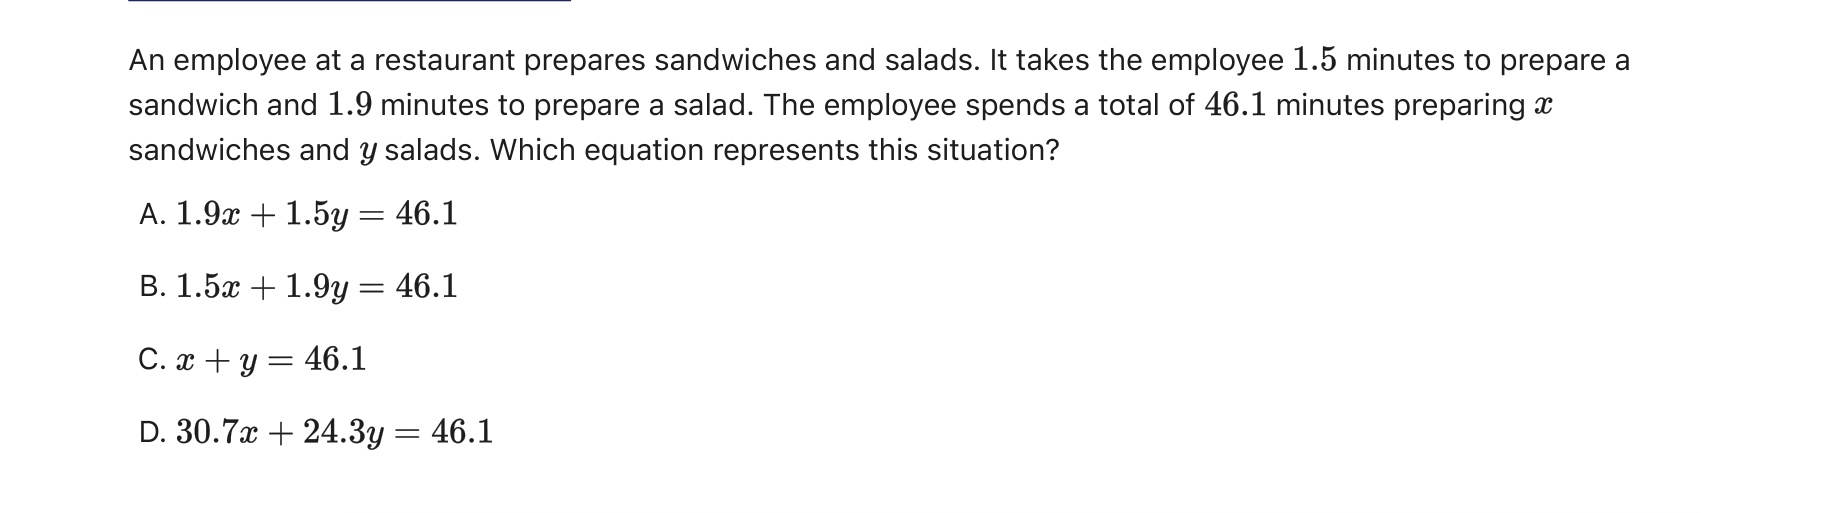 An employee at a restaurant prepares sandwiches and salads. It takes the employee 1.5 minutes to prepare a
sandwich and 1.9 minutes to prepare a salad. The employee spends a total of 46.1 minutes preparing x
sandwiches and y salads. Which equation represents this situation?
A. 1.9x + 1.5y = 46.1
B. 1.5x + 1.9y = 46.1
C. x + y = 46.1
D. 30.7x + 24.3y = 46.1